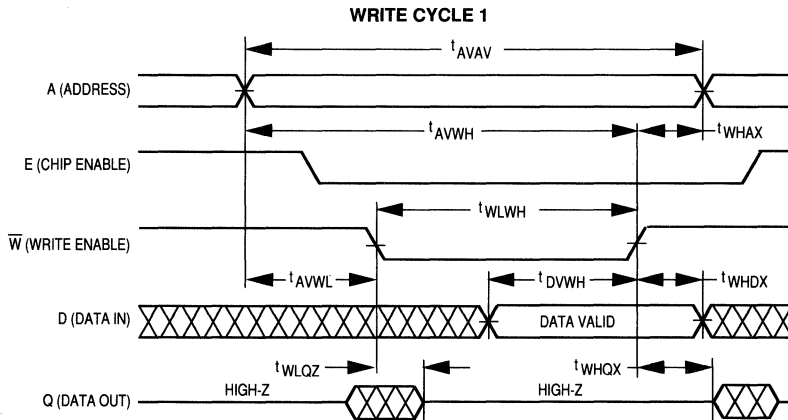 WRITE CYCLE 1
tAVAV
A (ADDRESS)
tAVWH
tWHAX
E (CHIP ENABLE)
tWLWH
W̅ (WRITE ENABLE)
tAVWL
tDVWH
tWHDX
D (DATA IN)
DATA VALID
tWLQZ
tWHQX
HIGH-Z
HIGH-Z
Q (DATA OUT)